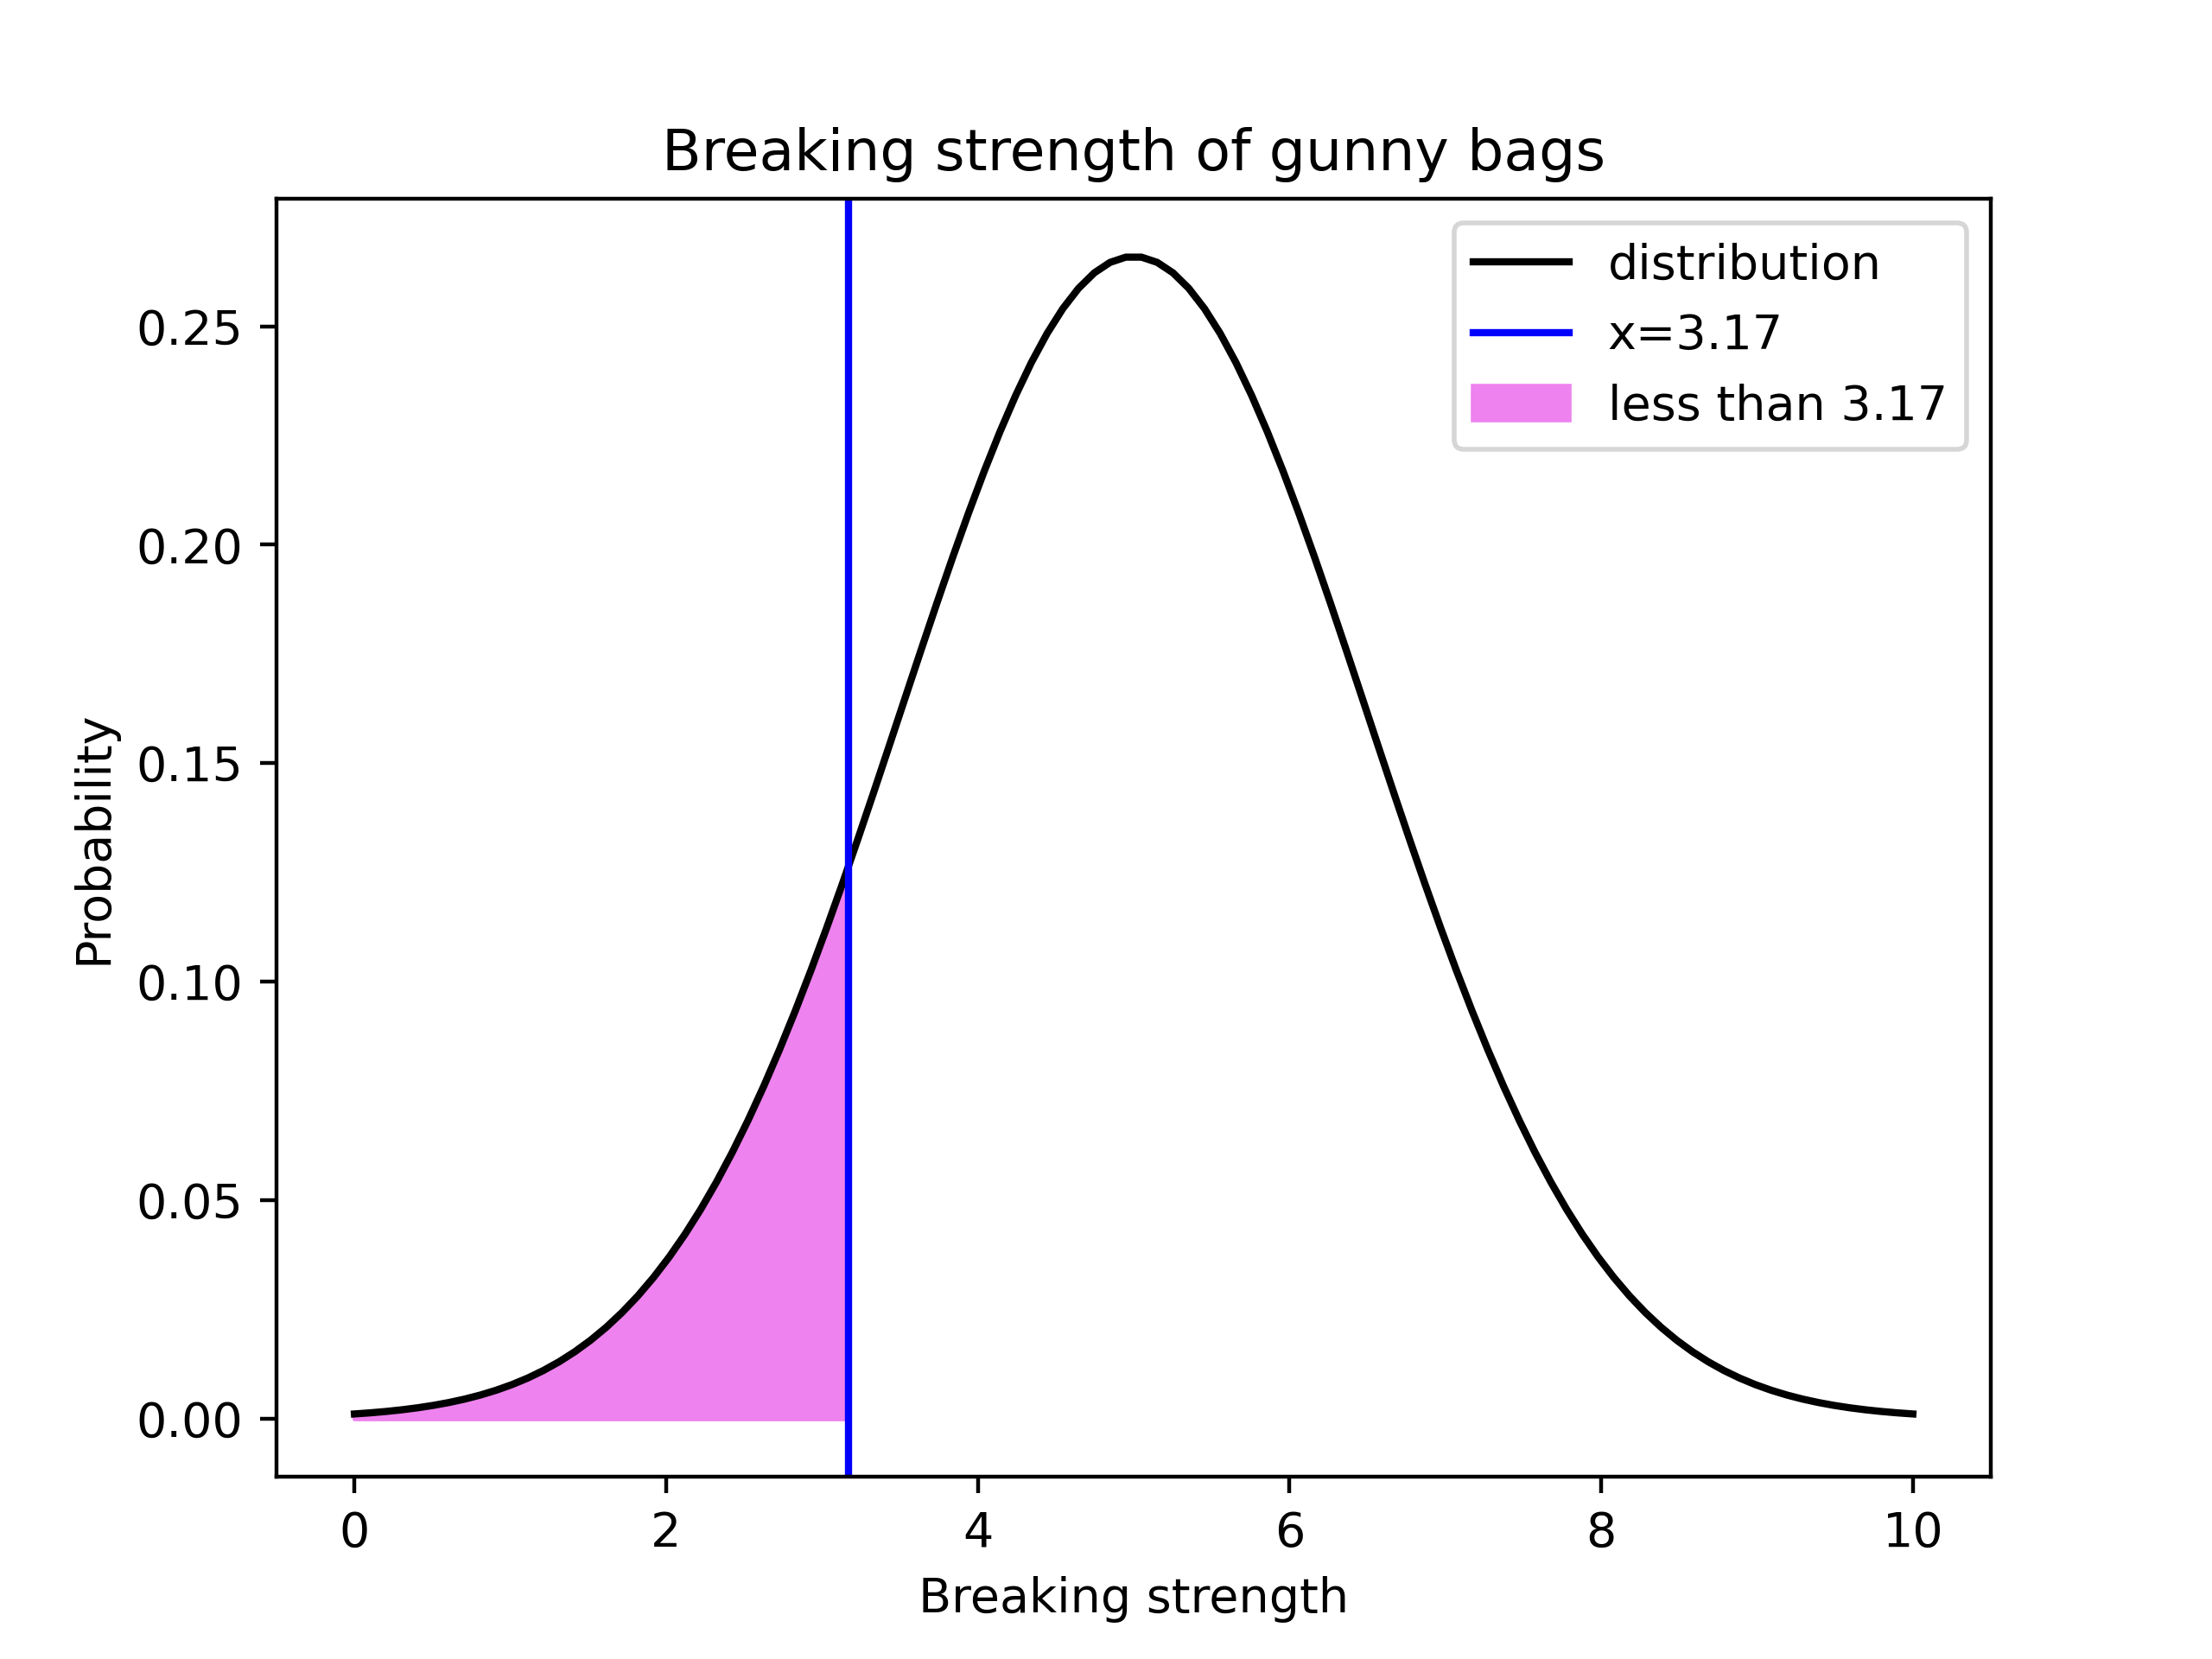 Breaking strength of gunny bags
distribution
x=3.17
less than 3.17
Probability
0.25
0.20
0.15
0.10
0.05
0.00
0 2 4 6 8 10
Breaking strength